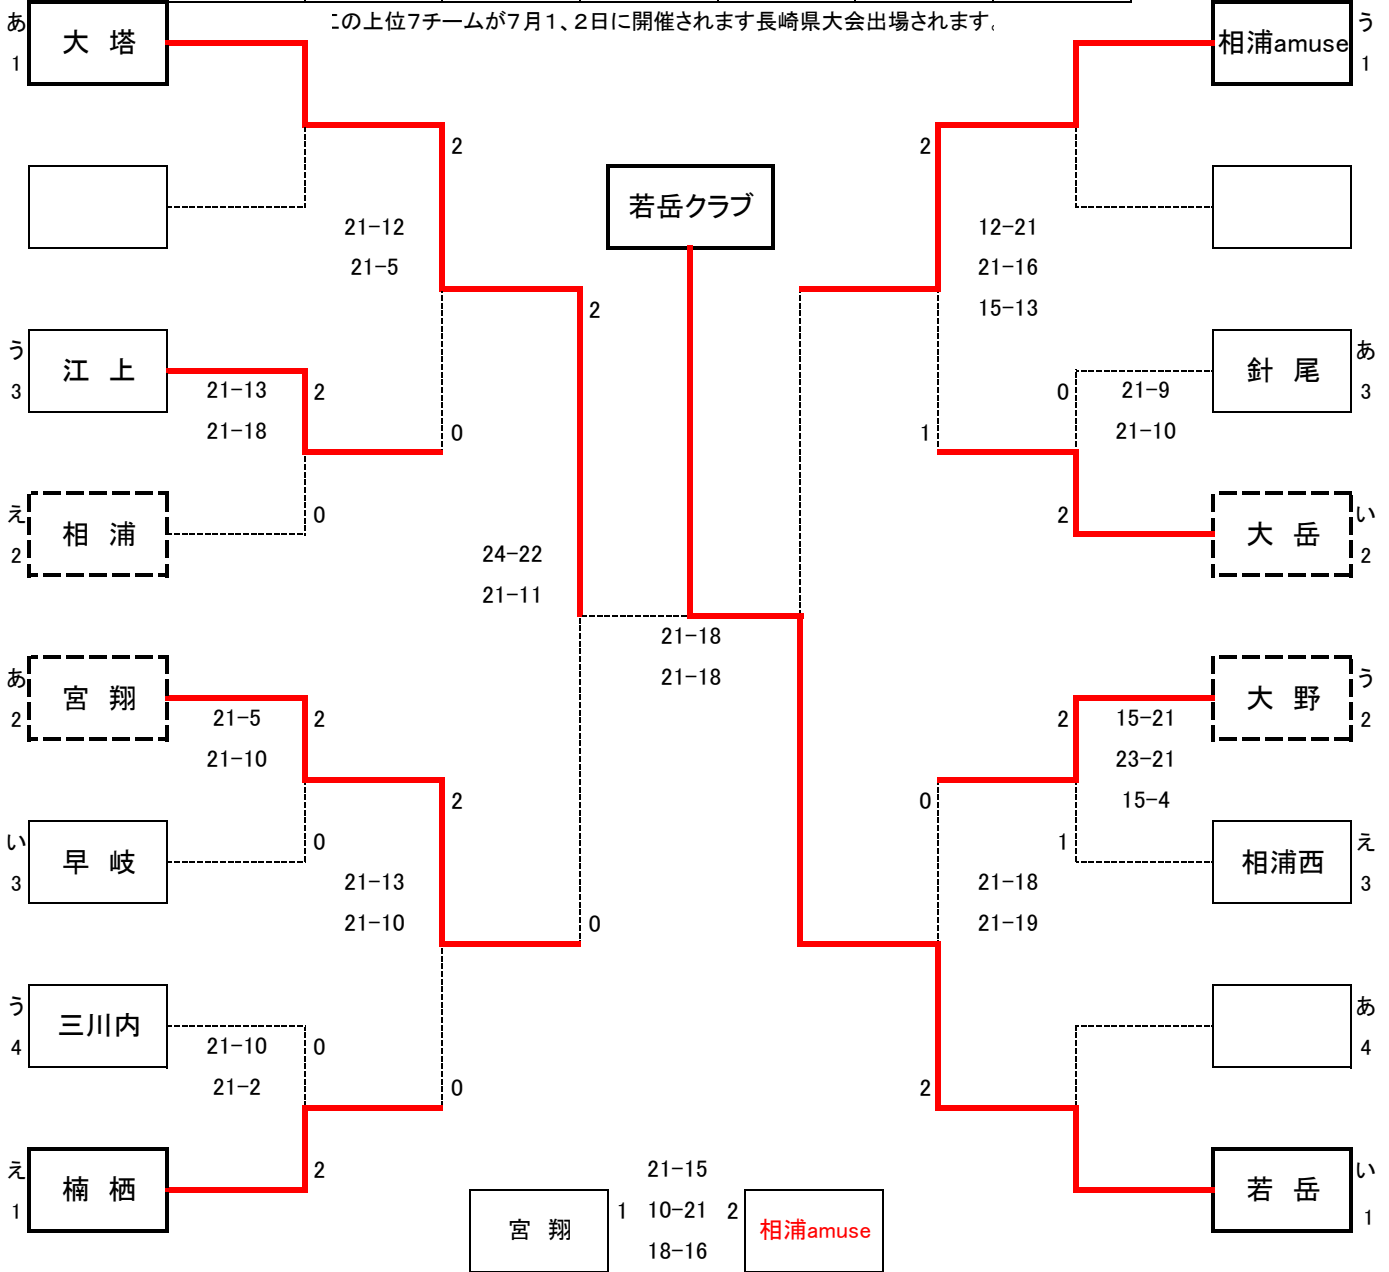 この上位7チームが7月1、2日に開催されます長崎県大会出場されます。
あ
1
大 塔
相浦amuse
う
1
2
2
若岳クラブ
21-12
21-5
12-21
21-16
15-13
2
う
3
江 上
21-13
21-18
2
0
0
1
0
21-9
21-10
針 尾
あ
3
え
2
相 浦
2
大 岳
い
2
24-22
21-11
21-18
21-18
あ
2
宮 翔
21-5
21-10
2
2
15-21
23-21
15-4
大 野
う
2
2
0
い
3
早 岐
0
1
相浦西
え
3
21-13
21-10
21-18
21-19
0
う
4
三川内
21-10
21-2
0
あ
4
0
2
え
1
楠 栖
2
若 岳
い
1
宮 翔
1
21-15
10-21
18-16
2
相浦amuse